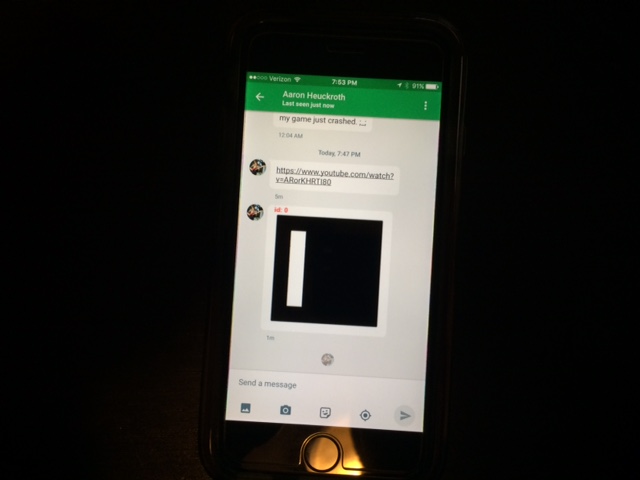 Verizon 7:53 PM 91%
Aaron Heuckroth
Last seen just now
my game just crashed. ;_;
12:04 AM
Today, 7:47 PM
https://www.youtube.com/watch?
v=ARorKHRTI80
5m
id: 0
1m
Send a message